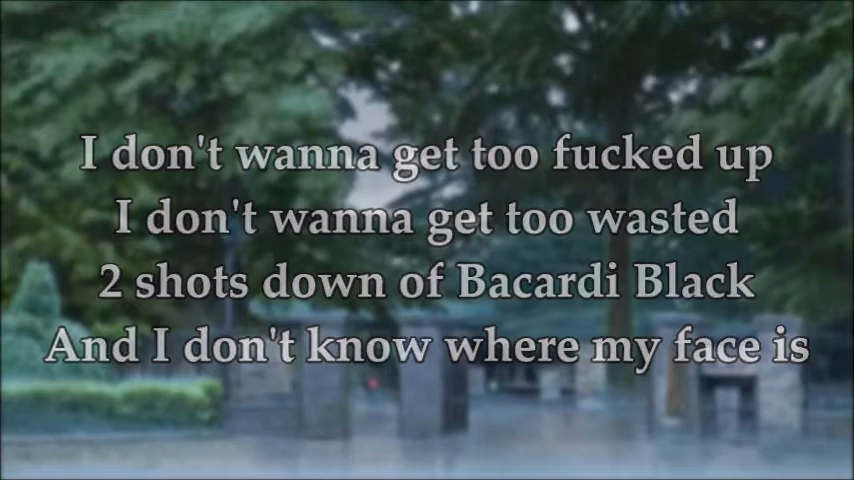 I don't wanna get too fucked up
I don't wanna get too wasted
2 shots down of Bacardi Black
And I don't know where my face is